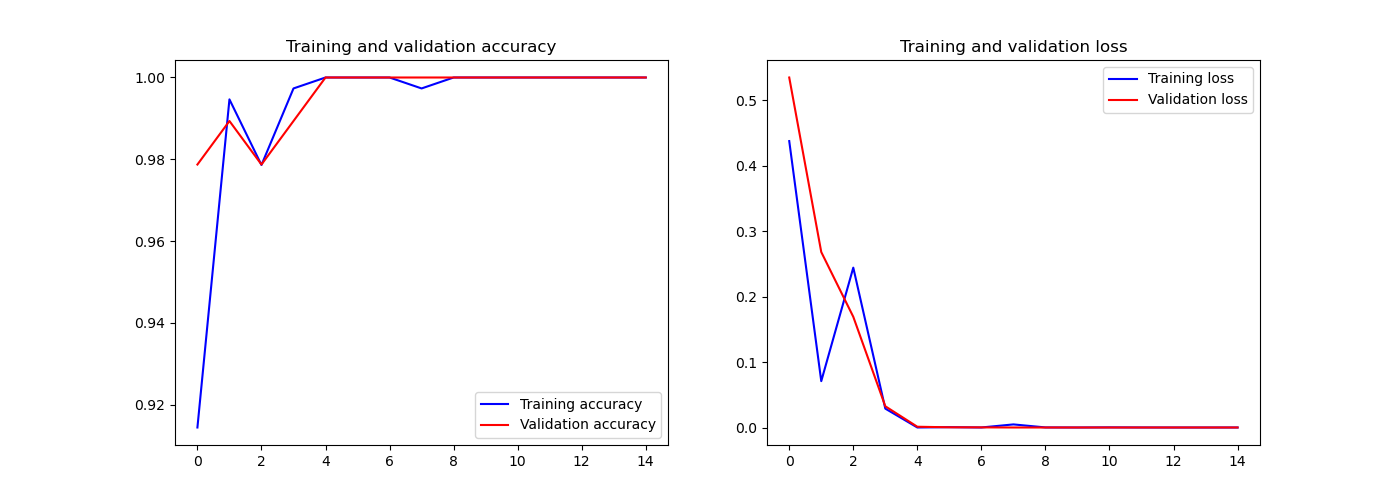 Training and validation accuracy
1.00
0.98
0.96
0.94
0.92
0 2 4 6 8 10 12 14
Training accuracy
Validation accuracy
Training and validation loss
0.5
0.4
0.3
0.2
0.1
0.0
0 2 4 6 8 10 12 14
Training loss
Validation loss